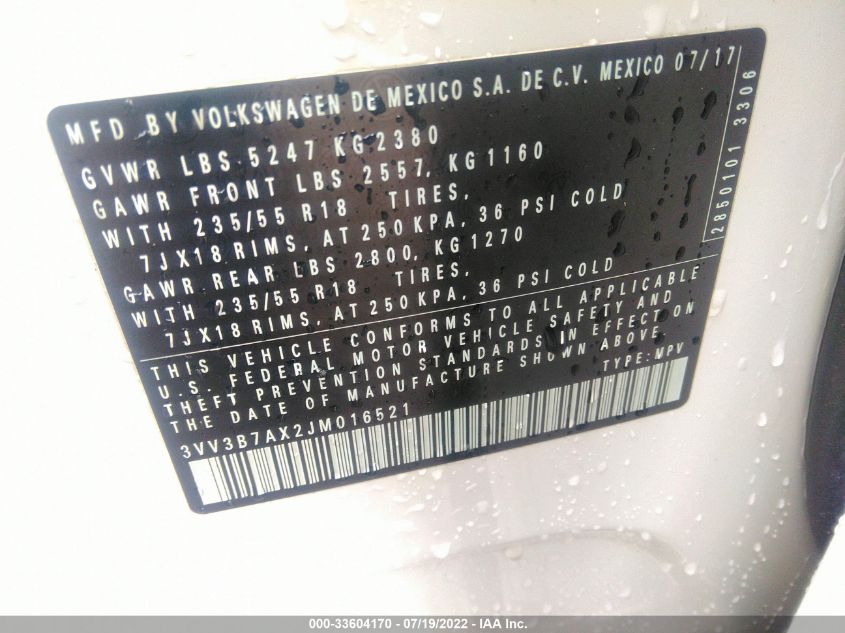 MFD BY VOLKSWAGEN DE MEXICO S.A. DE C.V. MEXICO 07/17
GVWR LBS 5247 KG 2380
GAWR FRONT LBS 2557, KG 1160
WITH 235/55 R18 TIRES,
7JX18 RIMS, AT 250 KPA, 36 PSI COLD
GAWR REAR LBS 2800, KG 1270
WITH 235/55 R18 TIRES,
7JX18 RIMS, AT 250 KPA, 36 PSI COLD
THIS VEHICLE CONFORMS TO ALL APPLICABLE
U.S. FEDERAL MOTOR VEHICLE SAFETY AND
THEFT PREVENTION STANDARDS IN EFFECT ON
THE DATE OF MANUFACTURE SHOWN ABOVE.
3VV3B7AX2JM016521 TYPE: MPV
2850101 3306
000-33604170 - 07/19/2022 - IAA Inc.